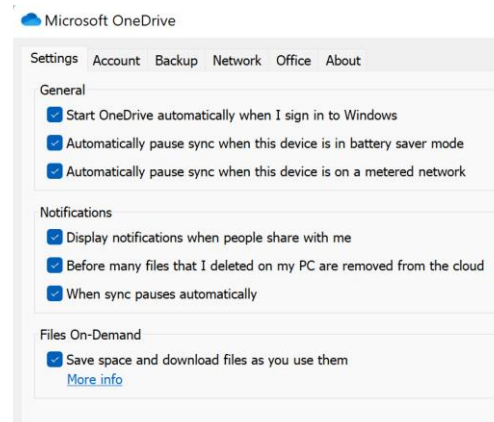 Microsoft OneDrive
Settings Account Backup Network Office About
General
Start OneDrive automatically when I sign in to Windows
Automatically pause sync when this device is in battery saver mode
Automatically pause sync when this device is on a metered network
Notifications
Display notifications when people share with me
Before many files that I deleted on my PC are removed from the cloud
When sync pauses automatically
Files On-Demand
Save space and download files as you use them
More info